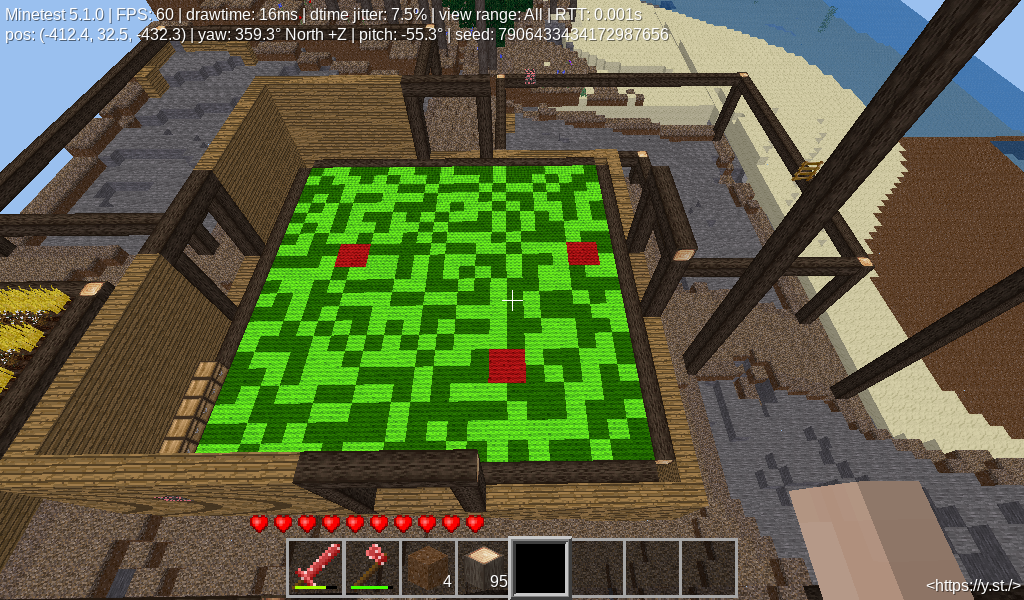 Minetest 5.1.0 | FPS: 60 | drawtime: 16ms | dtime jitter: 7.5% | view range: All | RTT: 0.001s
pos: (-412.4, 32.5, -432.3) | yaw: 359.3° North +Z | pitch: -55.3° | seed: 7906433434172987656
4
95
<https://y.st./>